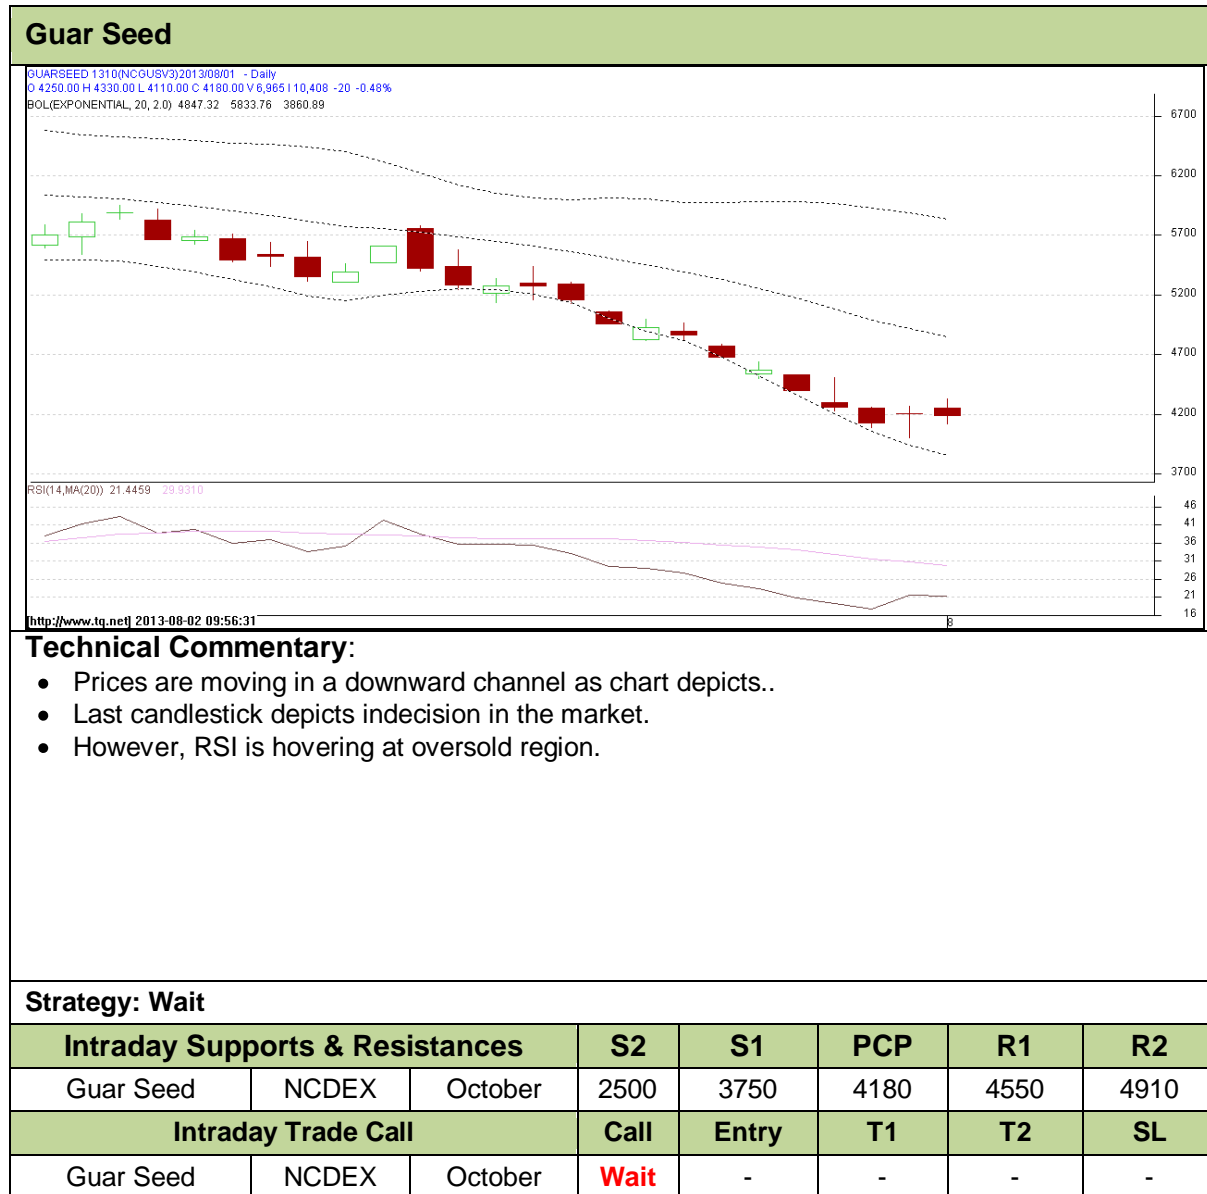 Guar Seed
GUARSEED 1310(NCGUSV3)2013/08/01 - Daily
O 4250.00 H 4330.00 L 4110.00 C 4180.00 V 6,965 I 10,408 -20 -0.48%
BOL(EXPONENTIAL, 20, 2.0) 4847.32 5833.76 3860.89
6700
6200
5700
5200
4700
4200
3700
RSI(14,MA(20)) 21.4459 29.9310
46
41
36
31
26
21
16
[http://www.tq.net] 2013-08-02 09:56:31
8
Technical Commentary:
• Prices are moving in a downward channel as chart depicts..
• Last candlestick depicts indecision in the market.
• However, RSI is hovering at oversold region.
Strategy: Wait
Intraday Supports & Resistances S2 S1 PCP R1 R2
Guar Seed NCDEX October 2500 3750 4180 4550 4910
Intraday Trade Call Call Entry T1 T2 SL
Guar Seed NCDEX October Wait - - - -